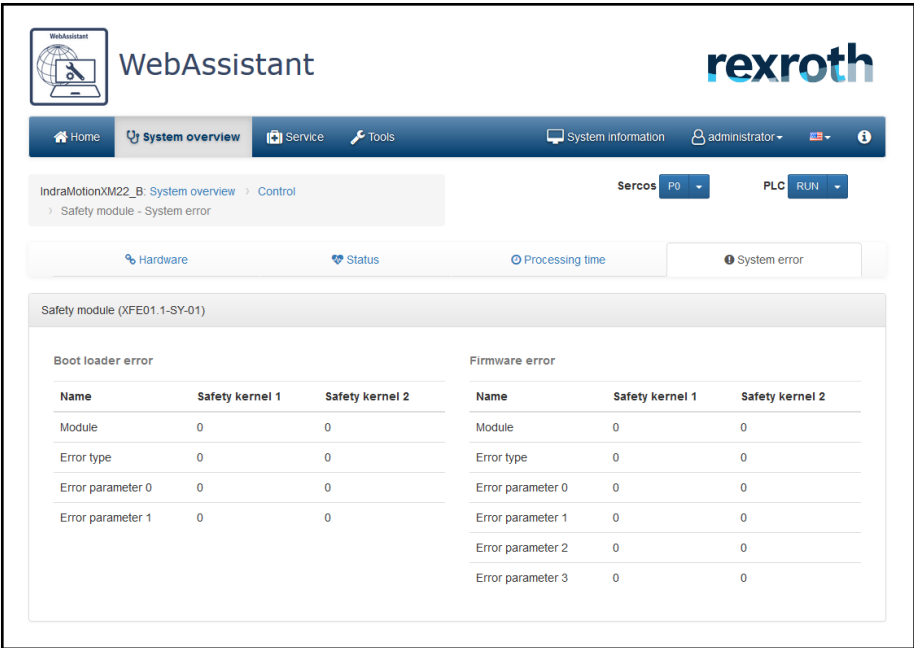 WebAssistant
WebAssistant
rexroth
Home System overview Service Tools System information administrator
IndraMotionXM22_B: System overview › Control
› Safety module - System error
Sercos P0 PLC RUN
Hardware Status Processing time System error
Safety module (XFE01.1-SY-01)
Boot loader error
Name Safety kernel 1 Safety kernel 2
Module 0 0
Error type 0 0
Error parameter 0 0 0
Error parameter 1 0 0
Firmware error
Name Safety kernel 1 Safety kernel 2
Module 0 0
Error type 0 0
Error parameter 0 0 0
Error parameter 1 0 0
Error parameter 2 0 0
Error parameter 3 0 0